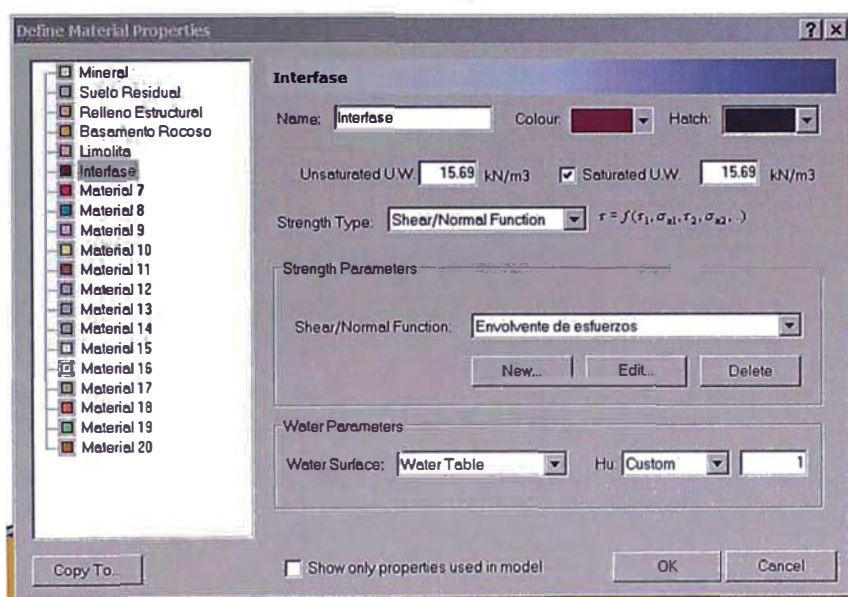 Define Material Properties
Mineral
Suelo Residual
Relleno Estructural
Basamento Rocoso
Limolita
Interfase
Material 7
Material 8
Material 9
Material 10
Material 11
Material 12
Material 13
Material 14
Material 15
Material 16
Material 17
Material 18
Material 19
Material 20
Copy To...
Interfase
Name: Interfase Colour: Hatch:
Unsaturated U.W. 15.69 kN/m3 Saturated U.W. 15.69 kN/m3
Strength Type: Shear/Normal Function τ = f(τ₁, σₙ₁, τ₂, σₙ₂, ..)
Strength Parameters
Shear/Normal Function: Envolvente de esfuerzos
New... Edit... Delete
Water Parameters
Water Surface: Water Table Hu: Custom 1
Show only properties used in model OK Cancel